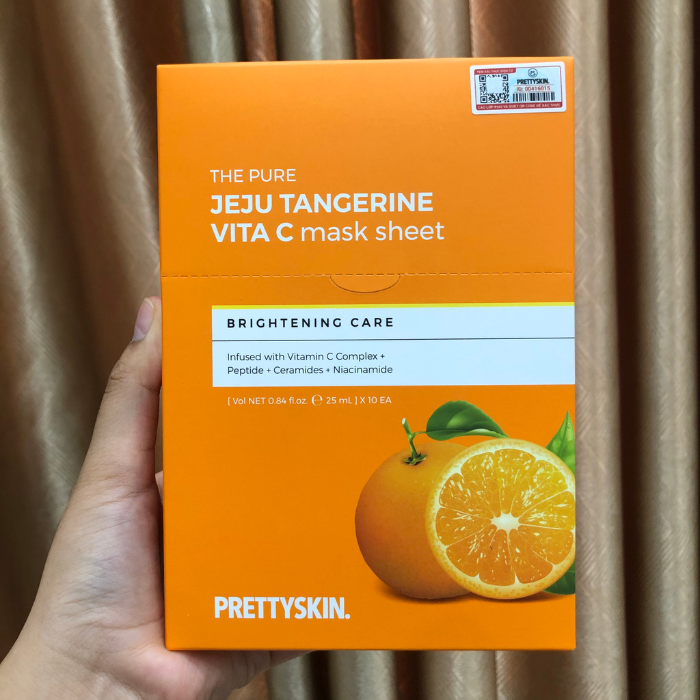 PRETTYSKIN.
THE PURE
JEJU TANGERINE
VITA C mask sheet
BRIGHTENING CARE
Infused with Vitamin C Complex +
Peptide + Ceramides + Niacinamide
[ Vol NET 0.84 fl.oz. ℮ 25 ml. ] X 10 EA
PRETTYSKIN.